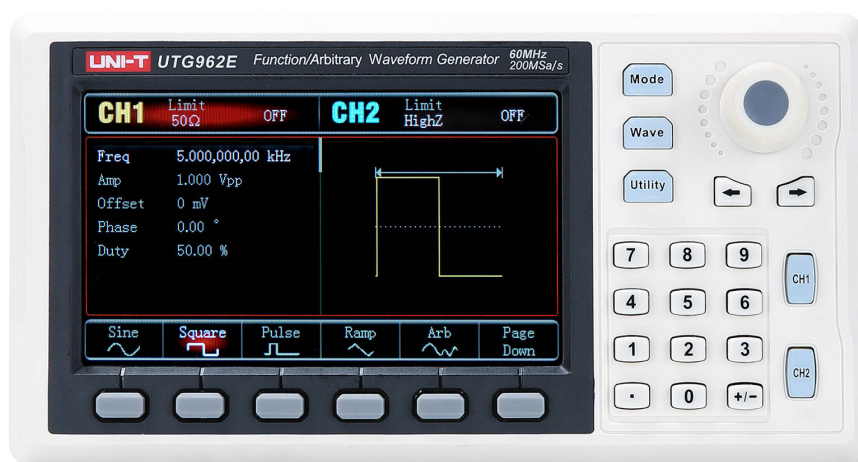 UNI-T UTG962E Function/Arbitrary Waveform Generator 60MHz 200MSa/s
CH1 Limit 50Ω OFF CH2 Limit HighZ OFF
Freq 5.000,000,00 kHz
Amp 1.000 Vpp
Offset 0 mV
Phase 0.00 °
Duty 50.00 %
Sine Square Pulse Ramp Arb Page Down
Mode
Wave
Utility
7 8 9
4 5 6
1 2 3
. 0 +/-
CH1
CH2